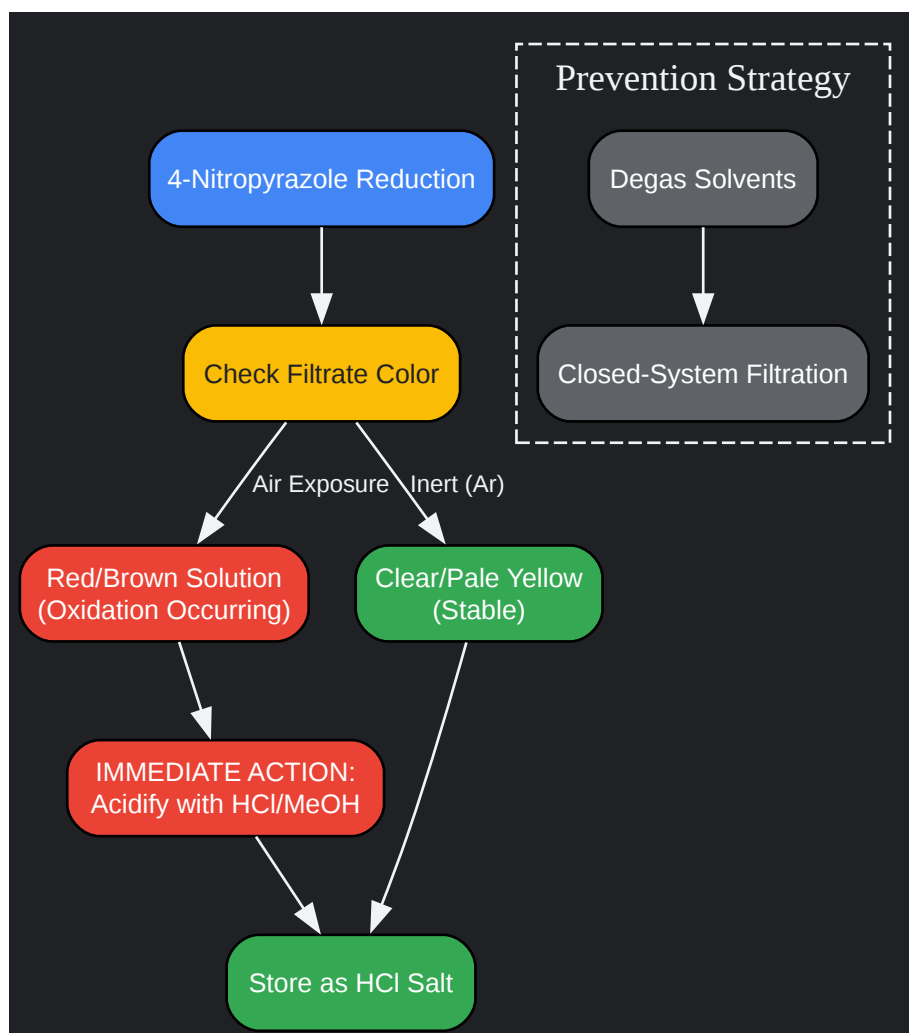 Prevention Strategy
4-Nitropyrazole Reduction
Degas Solvents
Check Filtrate Color
Closed-System Filtration
Air Exposure
Inert (Ar)
Red/Brown Solution
(Oxidation Occurring)
Clear/Pale Yellow
(Stable)
IMMEDIATE ACTION:
Acidify with HCl/MeOH
Store as HCl Salt